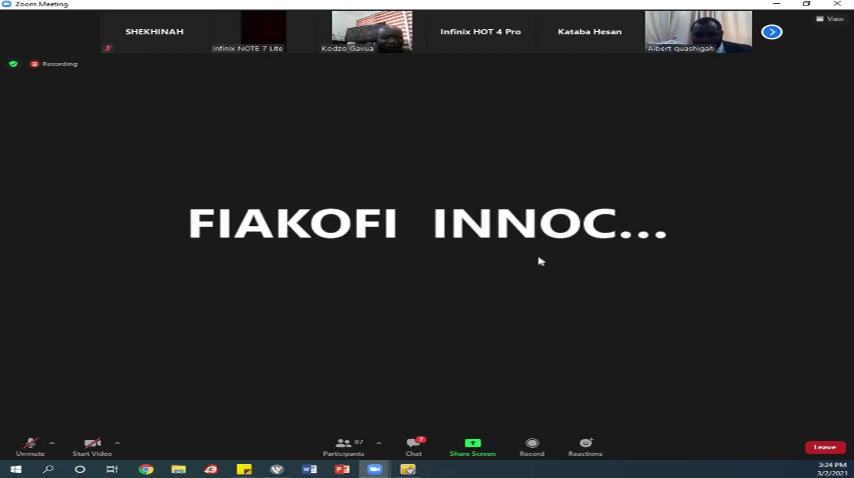 Zoom Meeting
View
SHEKHINAH
Infinix NOTE 7 Lite
Kodzo Gavua
Infinix HOT 4 Pro
Kataba Hesan
Albert quashigah
Recording
FIAKOFI INNOC...
Unmute
Start Video
97
Participants
7
Chat
Share Screen
Record
Reactions
Leave
3:24 PM
3/2/2021